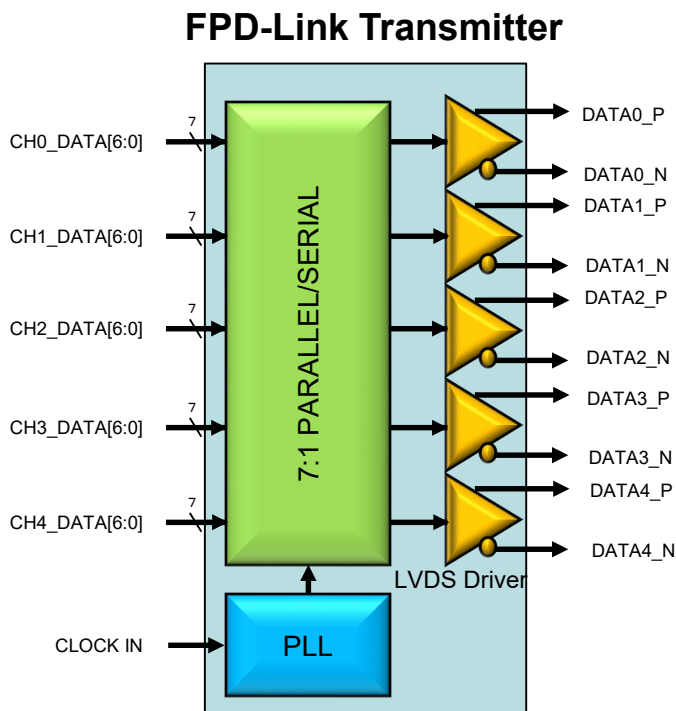 FPD-Link Transmitter
7
CH0_DATA[6:0]
DATA0_P
DATA0_N
7
CH1_DATA[6:0]
DATA1_P
DATA1_N
7
CH2_DATA[6:0]
DATA2_P
DATA2_N
7:1 PARALLEL/SERIAL
7
CH3_DATA[6:0]
DATA3_P
DATA3_N
7
CH4_DATA[6:0]
DATA4_P
DATA4_N
LVDS Driver
CLOCK IN
PLL